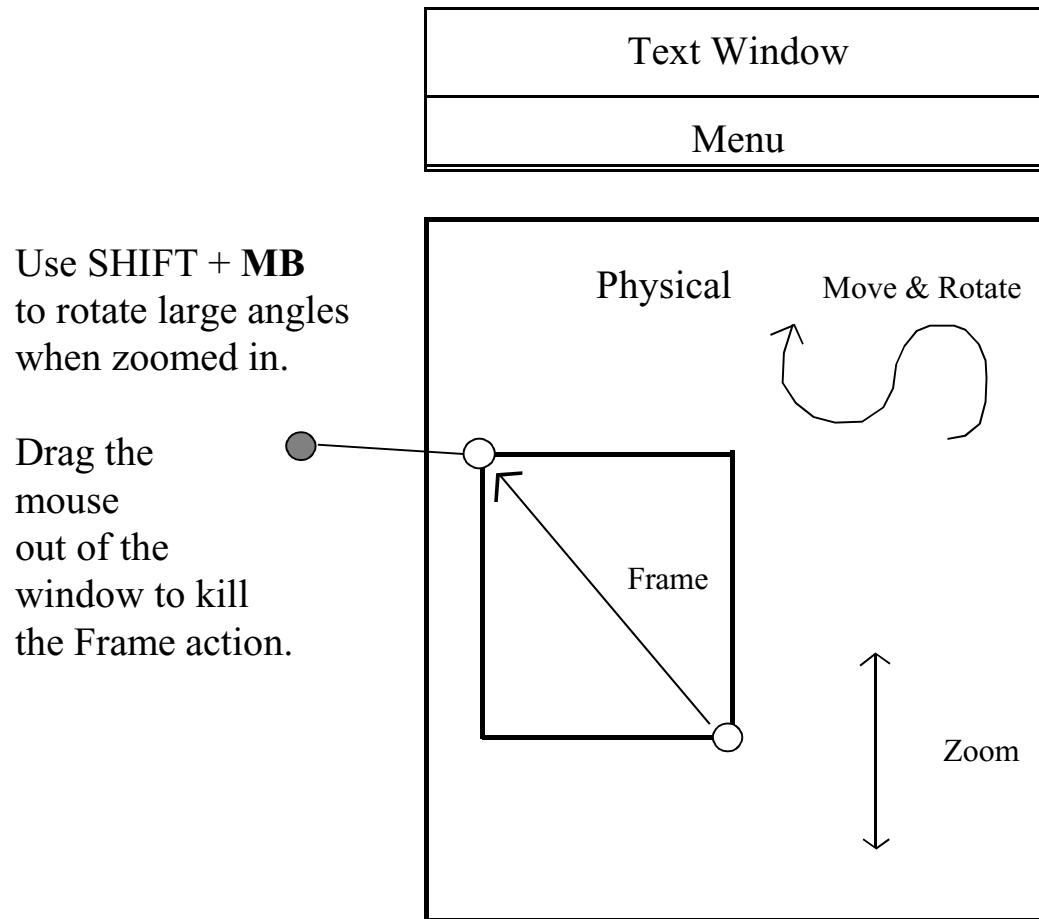 Text Window
Menu
Use SHIFT + MB
to rotate large angles
when zoomed in.
Drag the
mouse
out of the
window to kill
the Frame action.
Physical
Move & Rotate
Frame
Zoom